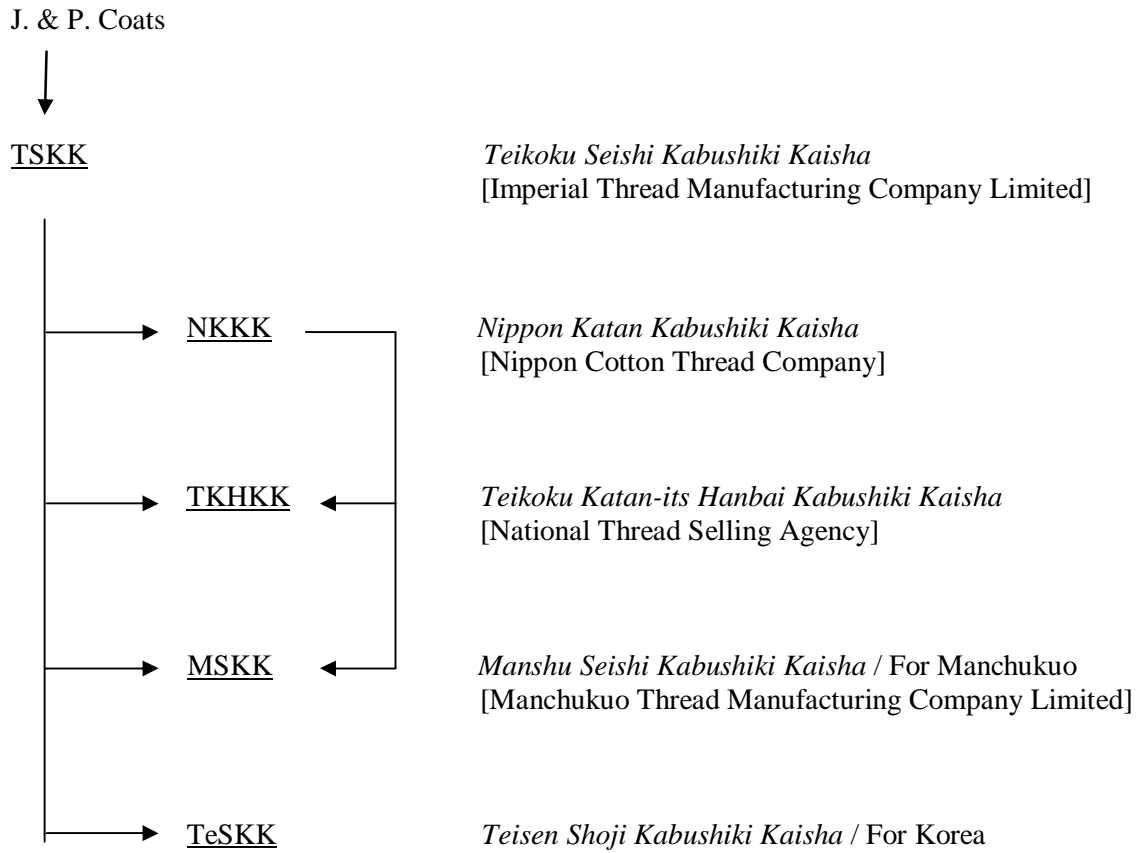 J. & P. Coats
TSKK Teikoku Seishi Kabushiki Kaisha
[Imperial Thread Manufacturing Company Limited]
NKKK Nippon Katan Kabushiki Kaisha
[Nippon Cotton Thread Company]
TKHKK Teikoku Katan-its Hanbai Kabushiki Kaisha
[National Thread Selling Agency]
MSKK Manshu Seishi Kabushiki Kaisha / For Manchukuo
[Manchukuo Thread Manufacturing Company Limited]
TeSKK Teisen Shoji Kabushiki Kaisha / For Korea